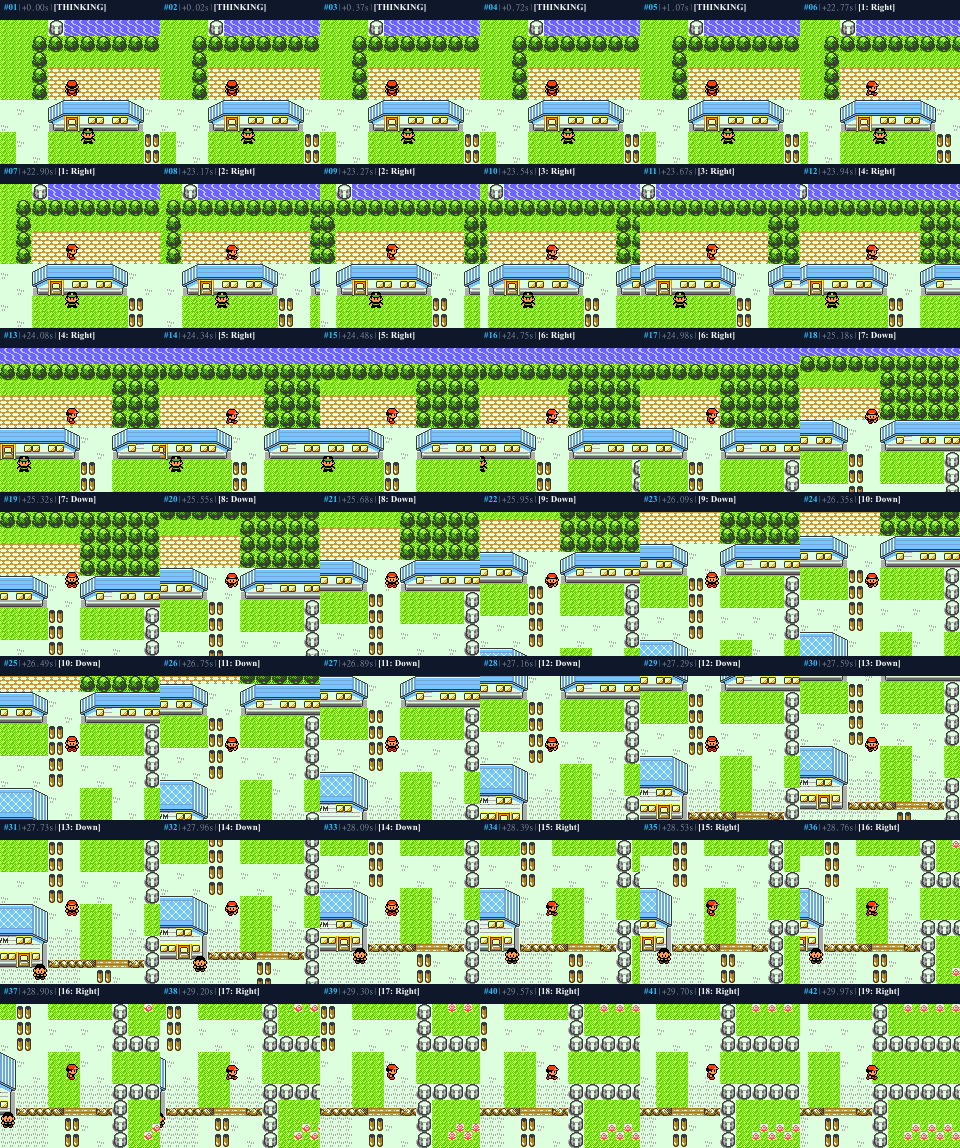 #01 | +0.00s | [THINKING] #02 | +0.02s | [THINKING] #03 | +0.37s | [THINKING] #04 | +0.72s | [THINKING] #05 | +1.07s | [THINKING] #06 | +22.77s | [1: Right]
#07 | +22.90s | [1: Right] #08 | +23.17s | [2: Right] #09 | +23.27s | [2: Right] #10 | +23.54s | [3: Right] #11 | +23.67s | [3: Right] #12 | +23.94s | [4: Right]
#13 | +24.08s | [4: Right] #14 | +24.34s | [5: Right] #15 | +24.48s | [5: Right] #16 | +24.75s | [6: Right] #17 | +24.98s | [6: Right] #18 | +25.18s | [7: Down]
#19 | +25.32s | [7: Down] #20 | +25.55s | [8: Down] #21 | +25.68s | [8: Down] #22 | +25.95s | [9: Down] #23 | +26.09s | [9: Down] #24 | +26.35s | [10: Down]
#25 | +26.49s | [10: Down] #26 | +26.75s | [11: Down] #27 | +26.89s | [11: Down] #28 | +27.16s | [12: Down] #29 | +27.29s | [12: Down] #30 | +27.59s | [13: Down]
#31 | +27.73s | [13: Down] #32 | +27.96s | [14: Down] #33 | +28.09s | [14: Down] #34 | +28.39s | [15: Right] #35 | +28.53s | [15: Right] #36 | +28.76s | [16: Right]
#37 | +28.90s | [16: Right] #38 | +29.20s | [17: Right] #39 | +29.30s | [17: Right] #40 | +29.57s | [18: Right] #41 | +29.70s | [18: Right] #42 | +29.97s | [19: Right]